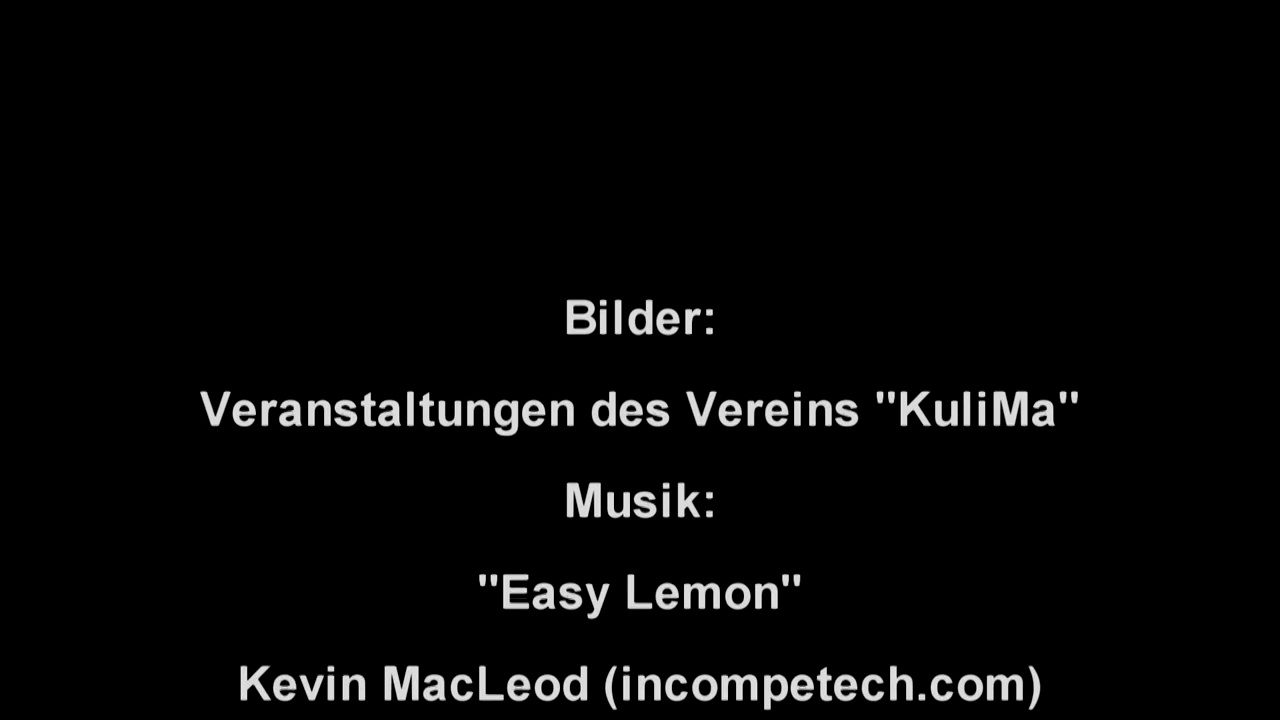 Bilder:
Veranstaltungen des Vereins "KuliMa"
Musik:
"Easy Lemon"
Kevin MacLeod (incompetech.com)